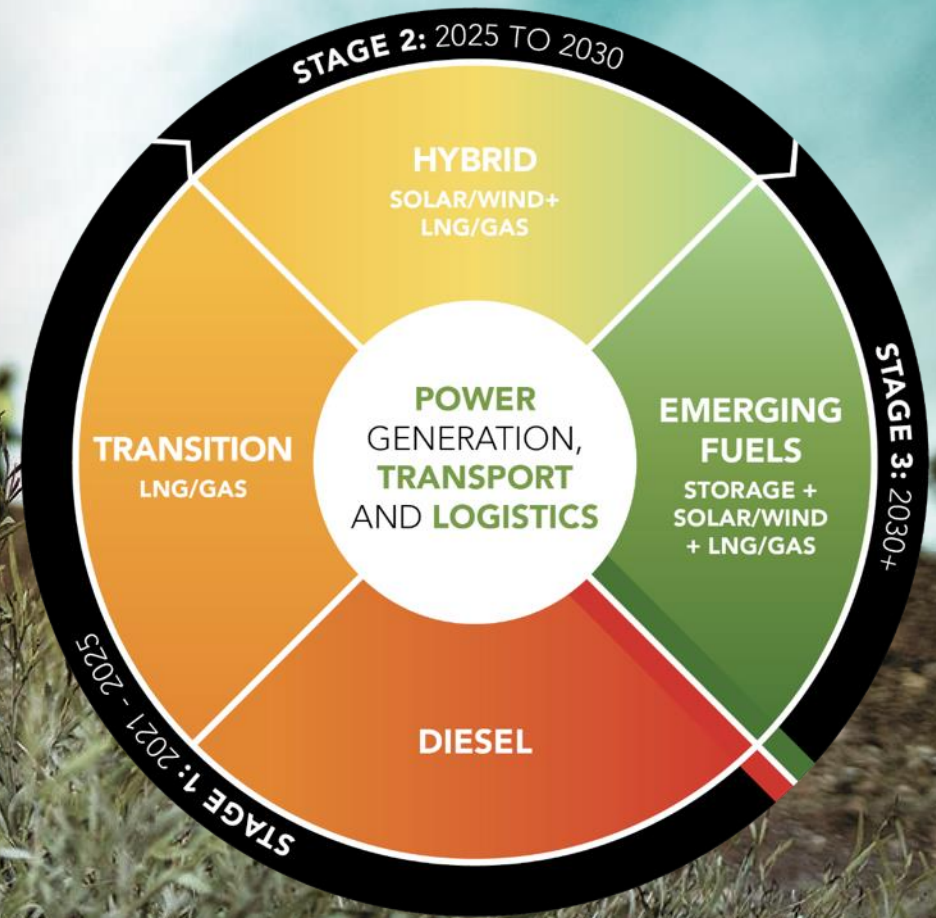 STAGE 2: 2025 TO 2030
HYBRID
SOLAR/WIND+
LNG/GAS
TRANSITION
LNG/GAS
POWER
GENERATION,
TRANSPORT
AND LOGISTICS
EMERGING
FUELS
STORAGE +
SOLAR/WIND
+ LNG/GAS
STAGE 3: 2030+
DIESEL
STAGE 1: 2021 - 2025